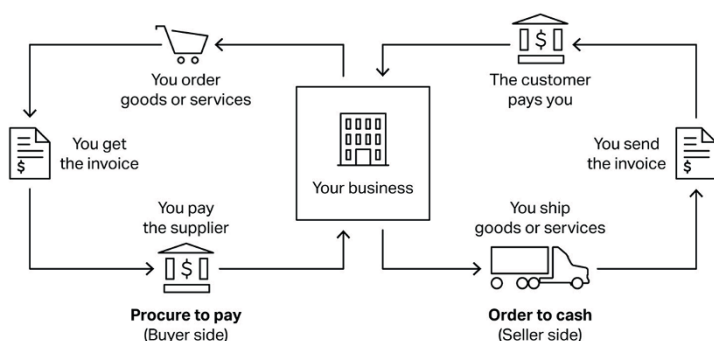 You order
goods or services
You get
the invoice
You pay
the supplier
$
$
Procure to pay
(Buyer side)
Your business
$
The customer
pays you
You send
the invoice
$
You ship
goods or services
Order to cash
(Seller side)